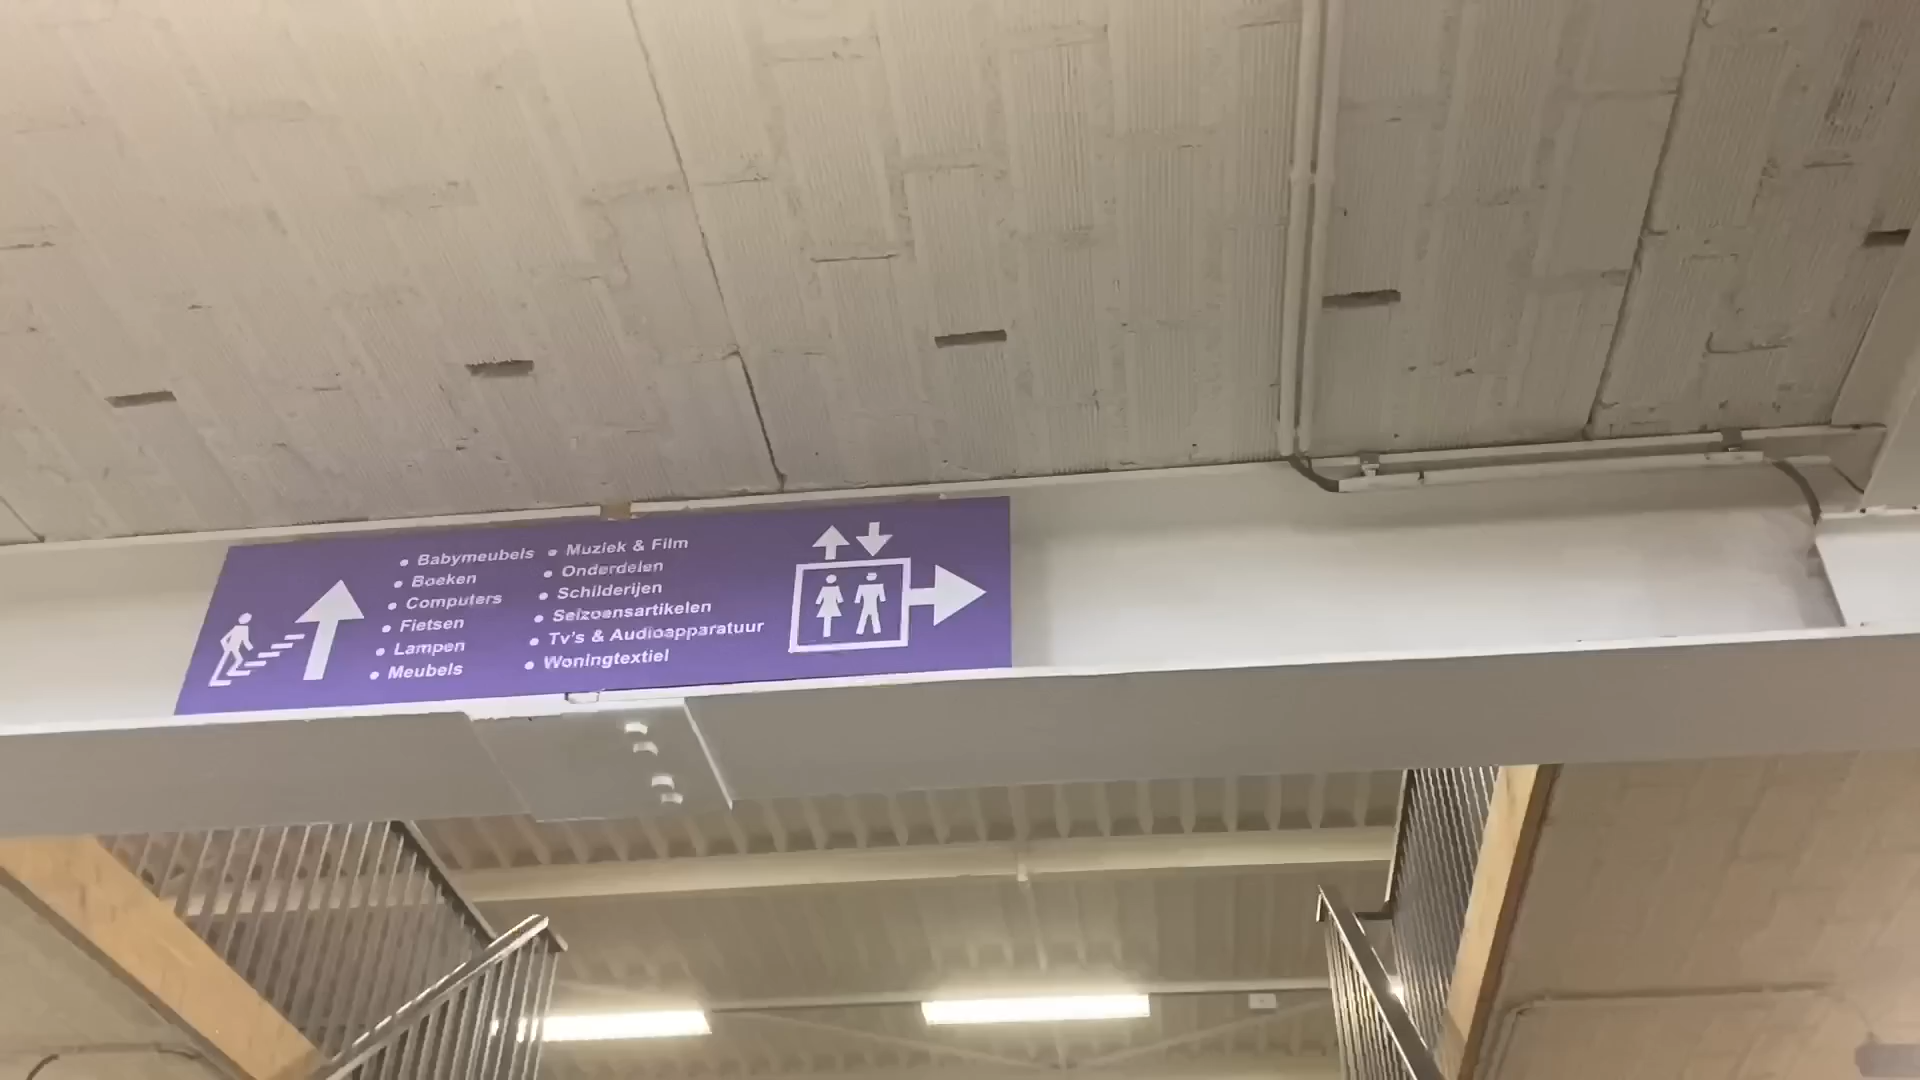 • Babymeubels
• Boeken
• Computers
• Fietsen
• Lampen
• Meubels
• Muziek & Film
• Onderdelen
• Schilderijen
• Seizoensartikelen
• Tv's & Audioapparatuur
• Woningtextiel